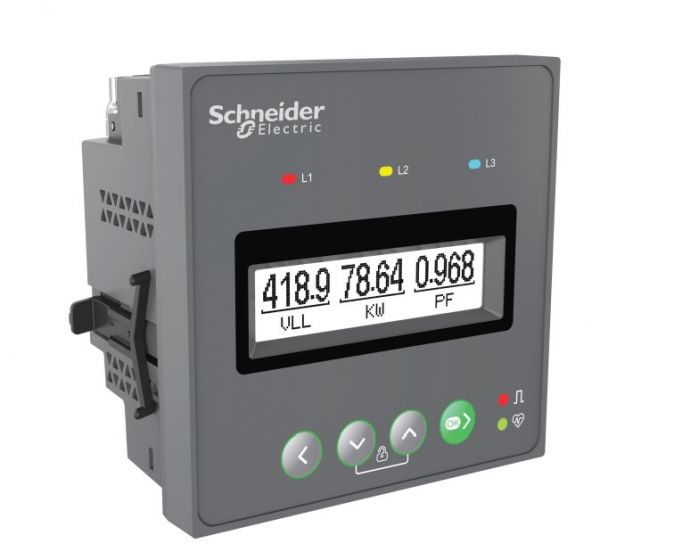 Schneider
Electric
L1 L2 L3
418.9 78.64 0.968
VLL KW PF
OK